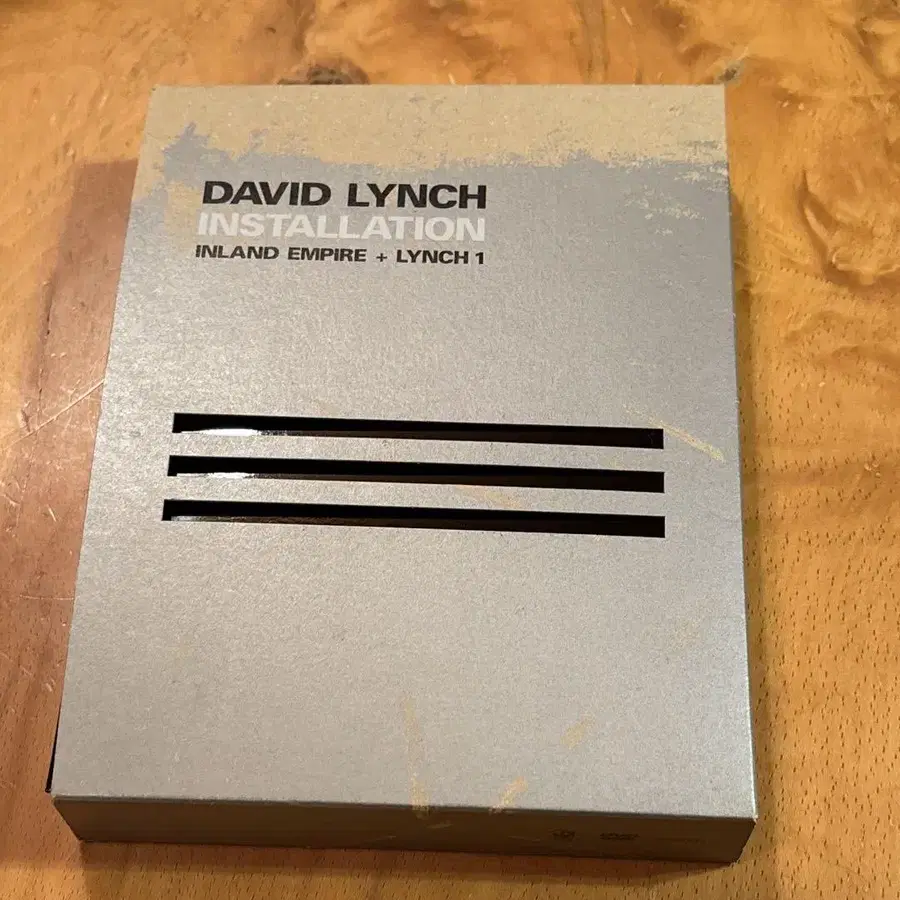 DAVID LYNCH
INSTALLATION
INLAND EMPIRE + LYNCH 1